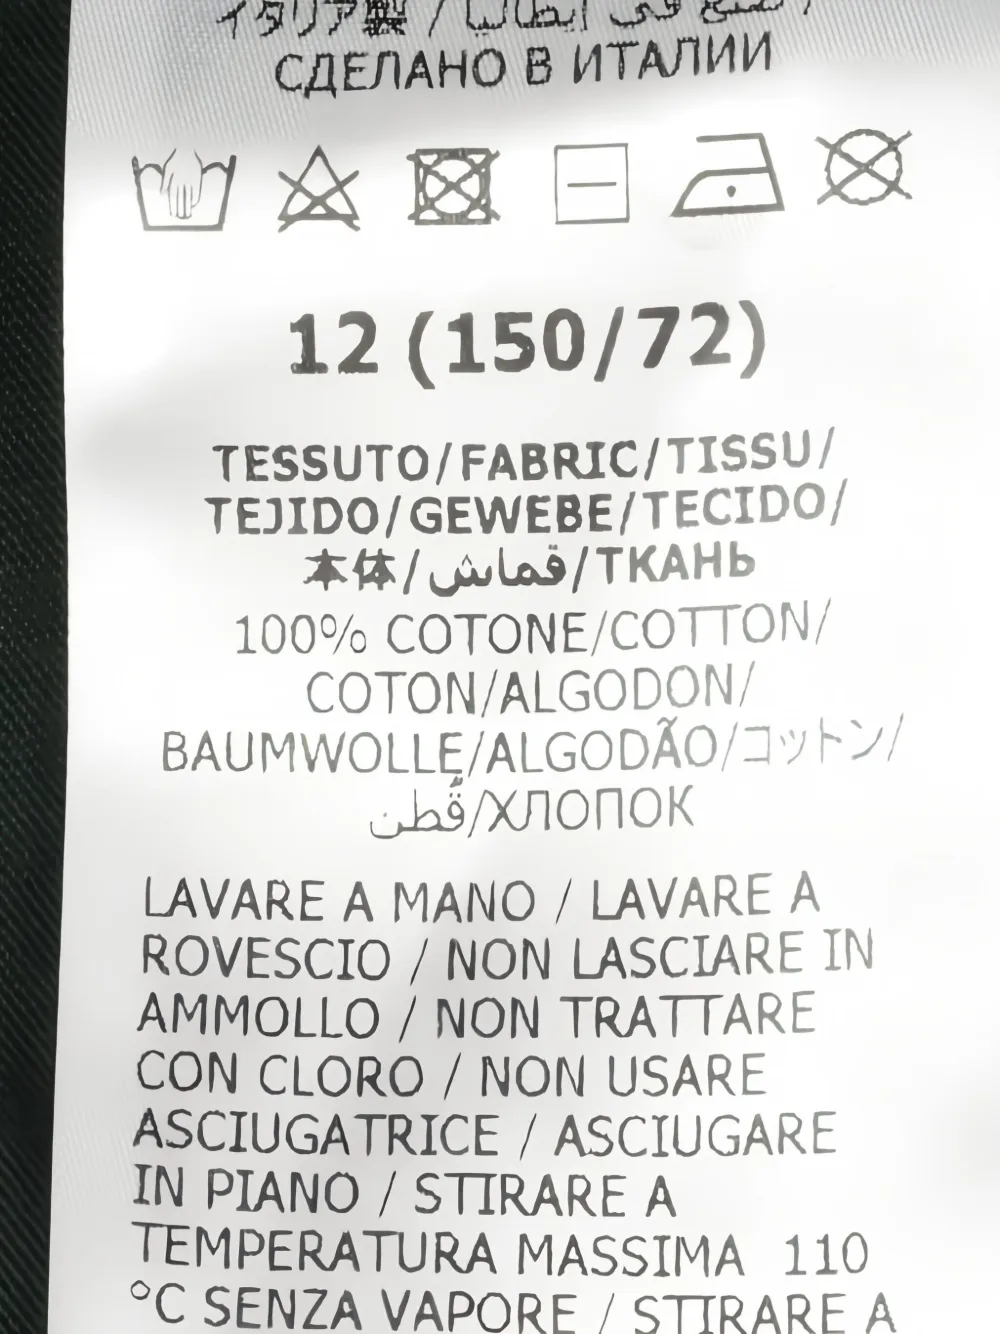 イタリア製 / صنع في إيطاليا /
СДЕЛАНО В ИТАЛИИ
12 (150/72)
TESSUTO/FABRIC/TISSU/
TEJIDO/GEWEBE/TECIDO/
本体/قماش/ТКАНЬ
100% COTONE/COTTON/
COTON/ALGODON/
BAUMWOLLE/ALGODÃO/コットン/
قُطن/ХЛОПОК
LAVARE A MANO / LAVARE A
ROVESCIO / NON LASCIARE IN
AMMOLLO / NON TRATTARE
CON CLORO / NON USARE
ASCIUGATRICE / ASCIUGARE
IN PIANO / STIRARE A
TEMPERATURA MASSIMA 110
°C SENZA VAPORE / STIRARE A